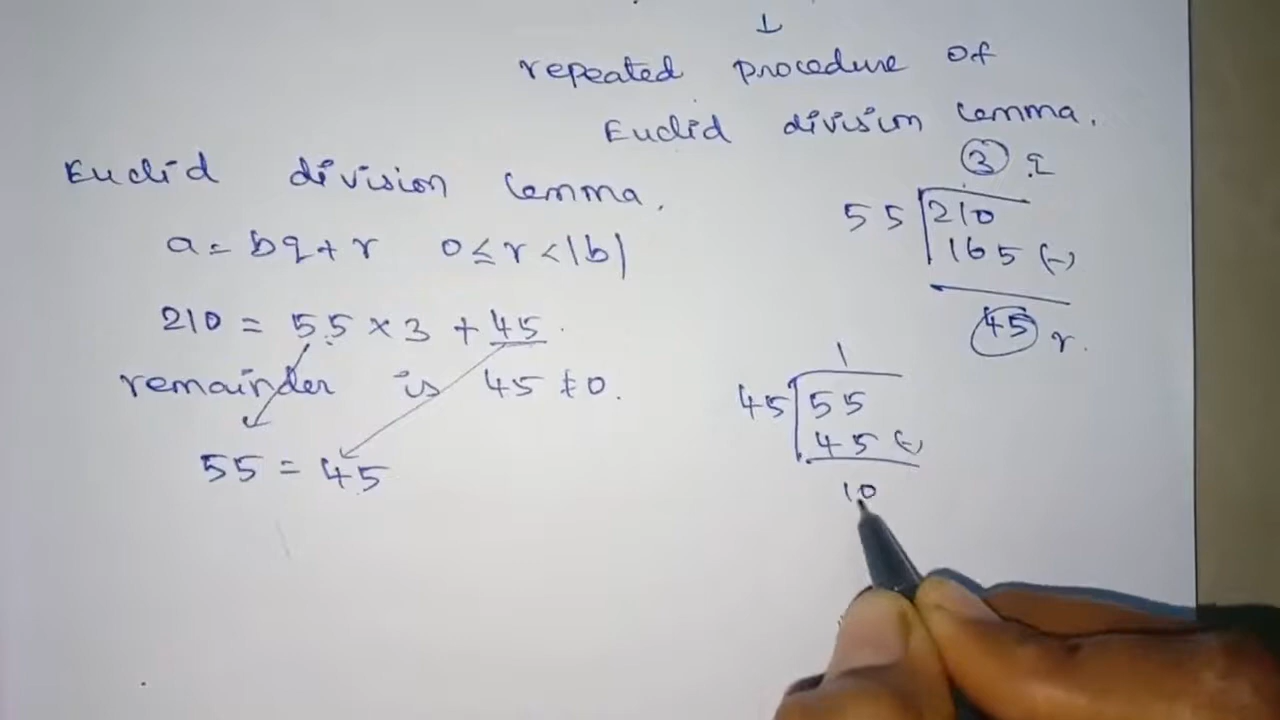 repeated procedure of
Euclid division lemma.
Euclid division lemma.
a = bq + r 0 ≤ r < |b|
210 = 55 × 3 + 45.
remainder is 45 ≠ 0.
55 = 45
3 q
55 210
165 (-)
45 r.
1
45 55
45 (-)
10